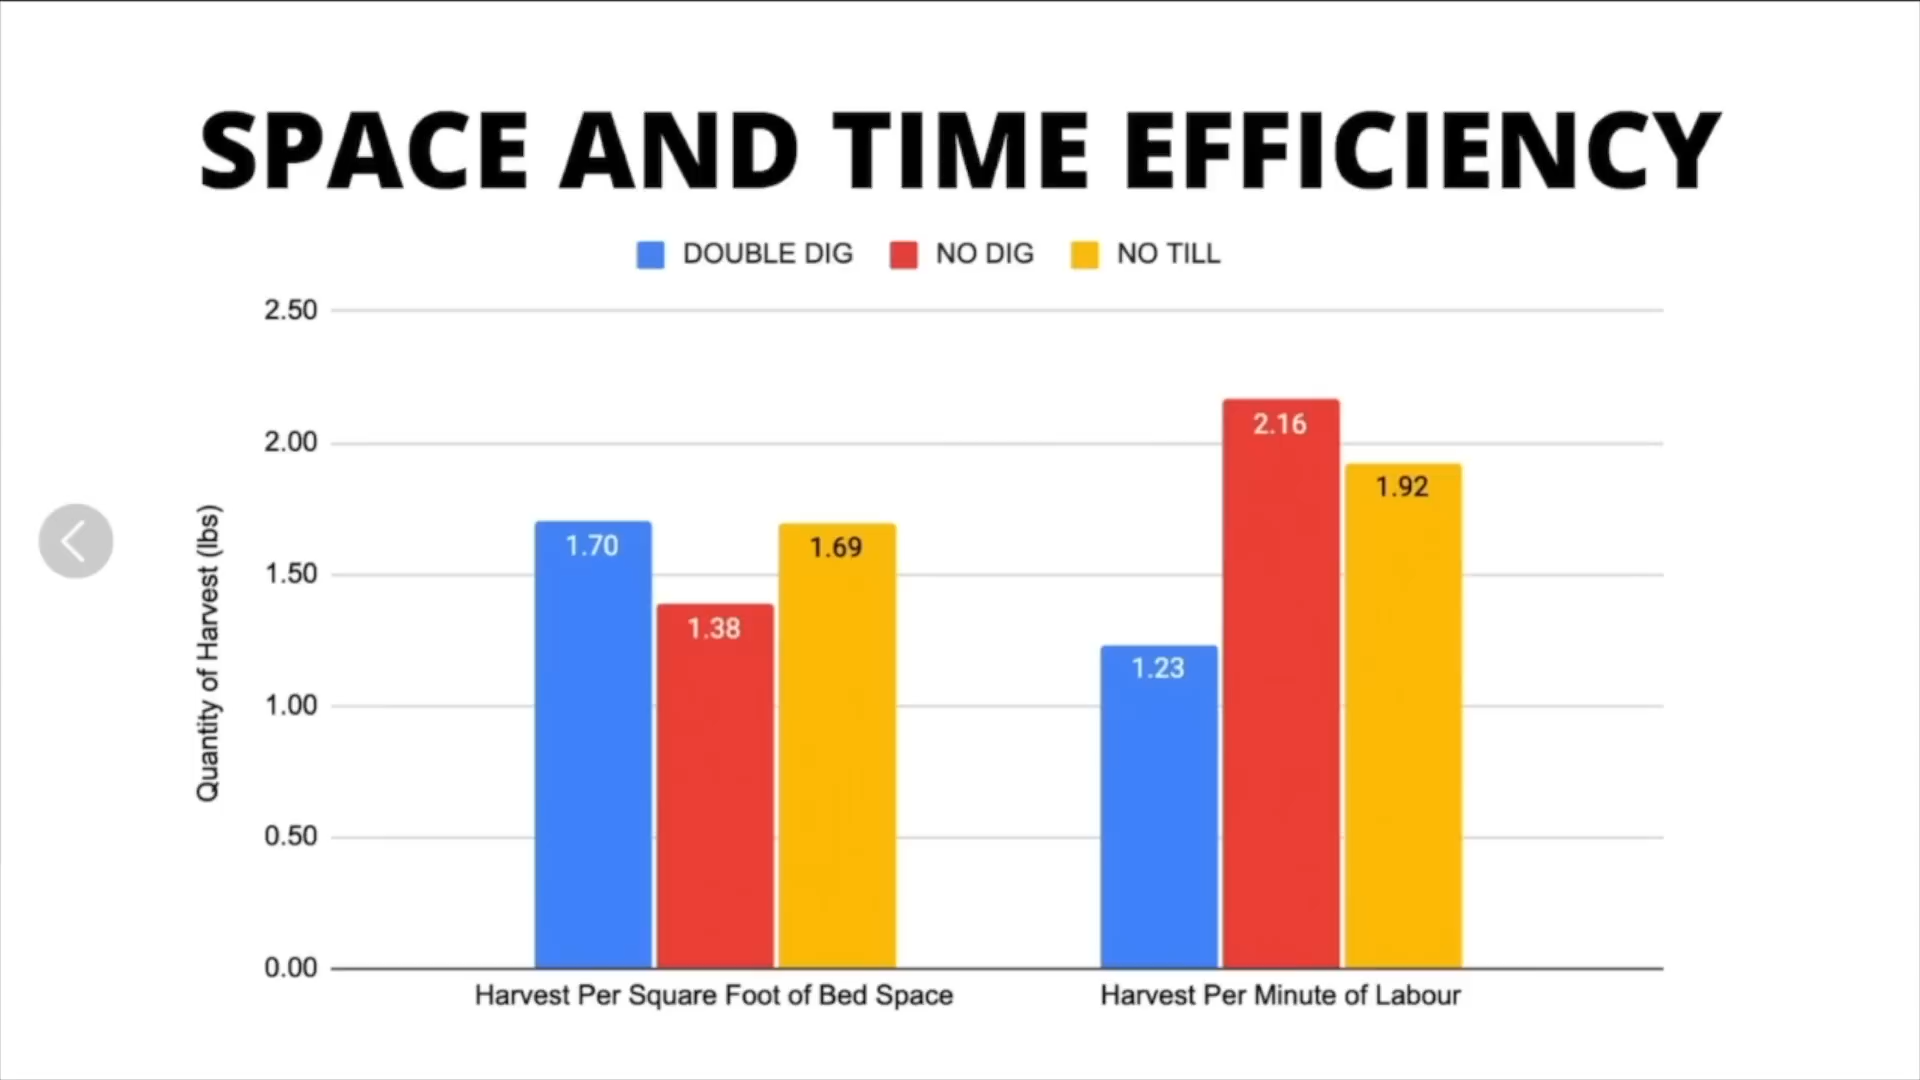 SPACE AND TIME EFFICIENCY
DOUBLE DIG NO DIG NO TILL
Quantity of Harvest (lbs)
2.50
2.00
1.50
1.00
0.50
0.00
1.70
1.38
1.69
1.23
2.16
1.92
Harvest Per Square Foot of Bed Space
Harvest Per Minute of Labour